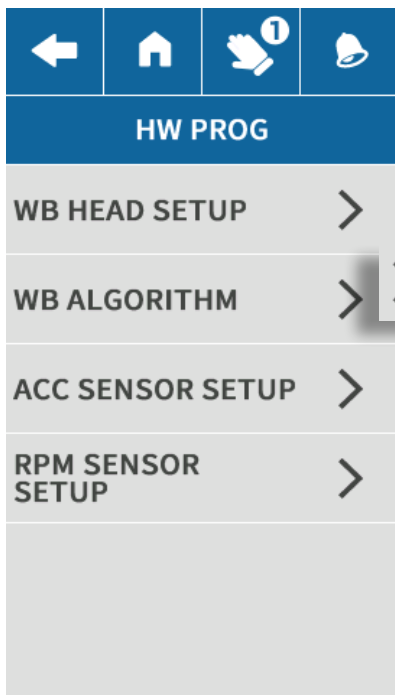 1
HW PROG
WB HEAD SETUP
WB ALGORITHM
ACC SENSOR SETUP
RPM SENSOR
SETUP